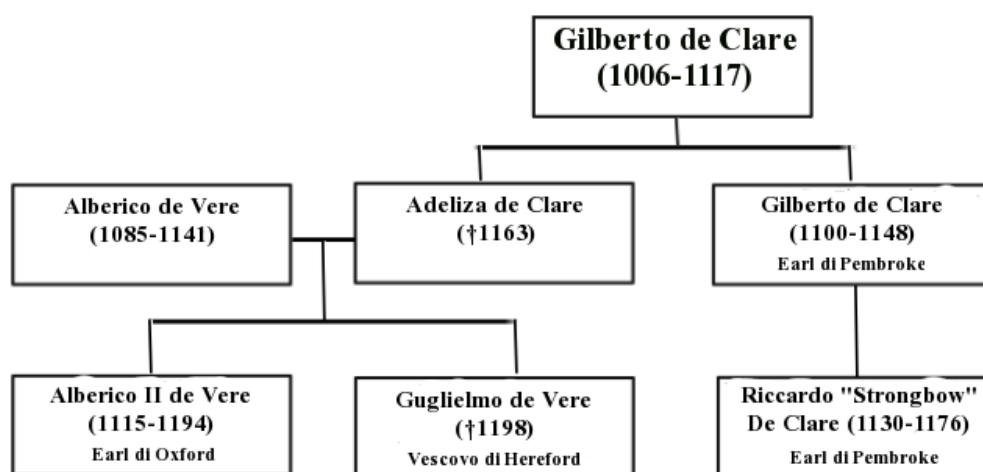 Gilberto de Clare
(1006-1117)
Alberico de Vere
(1085-1141)
Adeliza de Clare
(†1163)
Gilberto de Clare
(1100-1148)
Earl di Pembroke
Alberico II de Vere
(1115-1194)
Earl di Oxford
Guglielmo de Vere
(†1198)
Vescovo di Hereford
Riccardo "Strongbow"
De Clare (1130-1176)
Earl di Pembroke